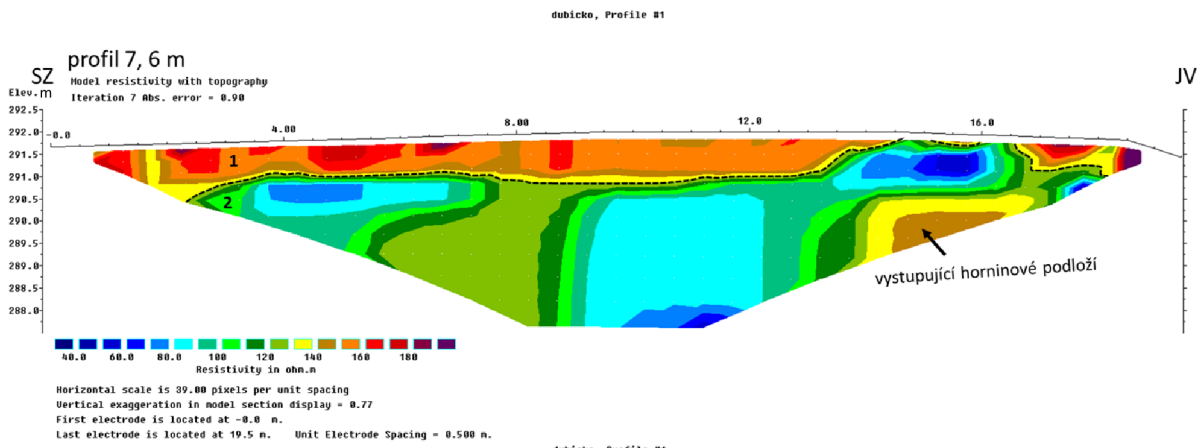 dubicko, Profile #1
profil 7, 6 m
SZ
JV
Model resistivity with topography
Elev.m
Iteration 7 Abs. error = 0.90
292.5
292.0
291.5
291.0
290.5
290.0
289.5
289.0
288.5
288.0
-0.0 4.00 8.00 12.0 16.0
1
2
vystupující horninové podloží
40.0 60.0 80.0 100 120 140 160 180
Resistivity in ohm.m
Horizontal scale is 39.00 pixels per unit spacing
Vertical exaggeration in model section display = 0.77
First electrode is located at -0.0 m.
Last electrode is located at 19.5 m. Unit Electrode Spacing = 0.500 m.